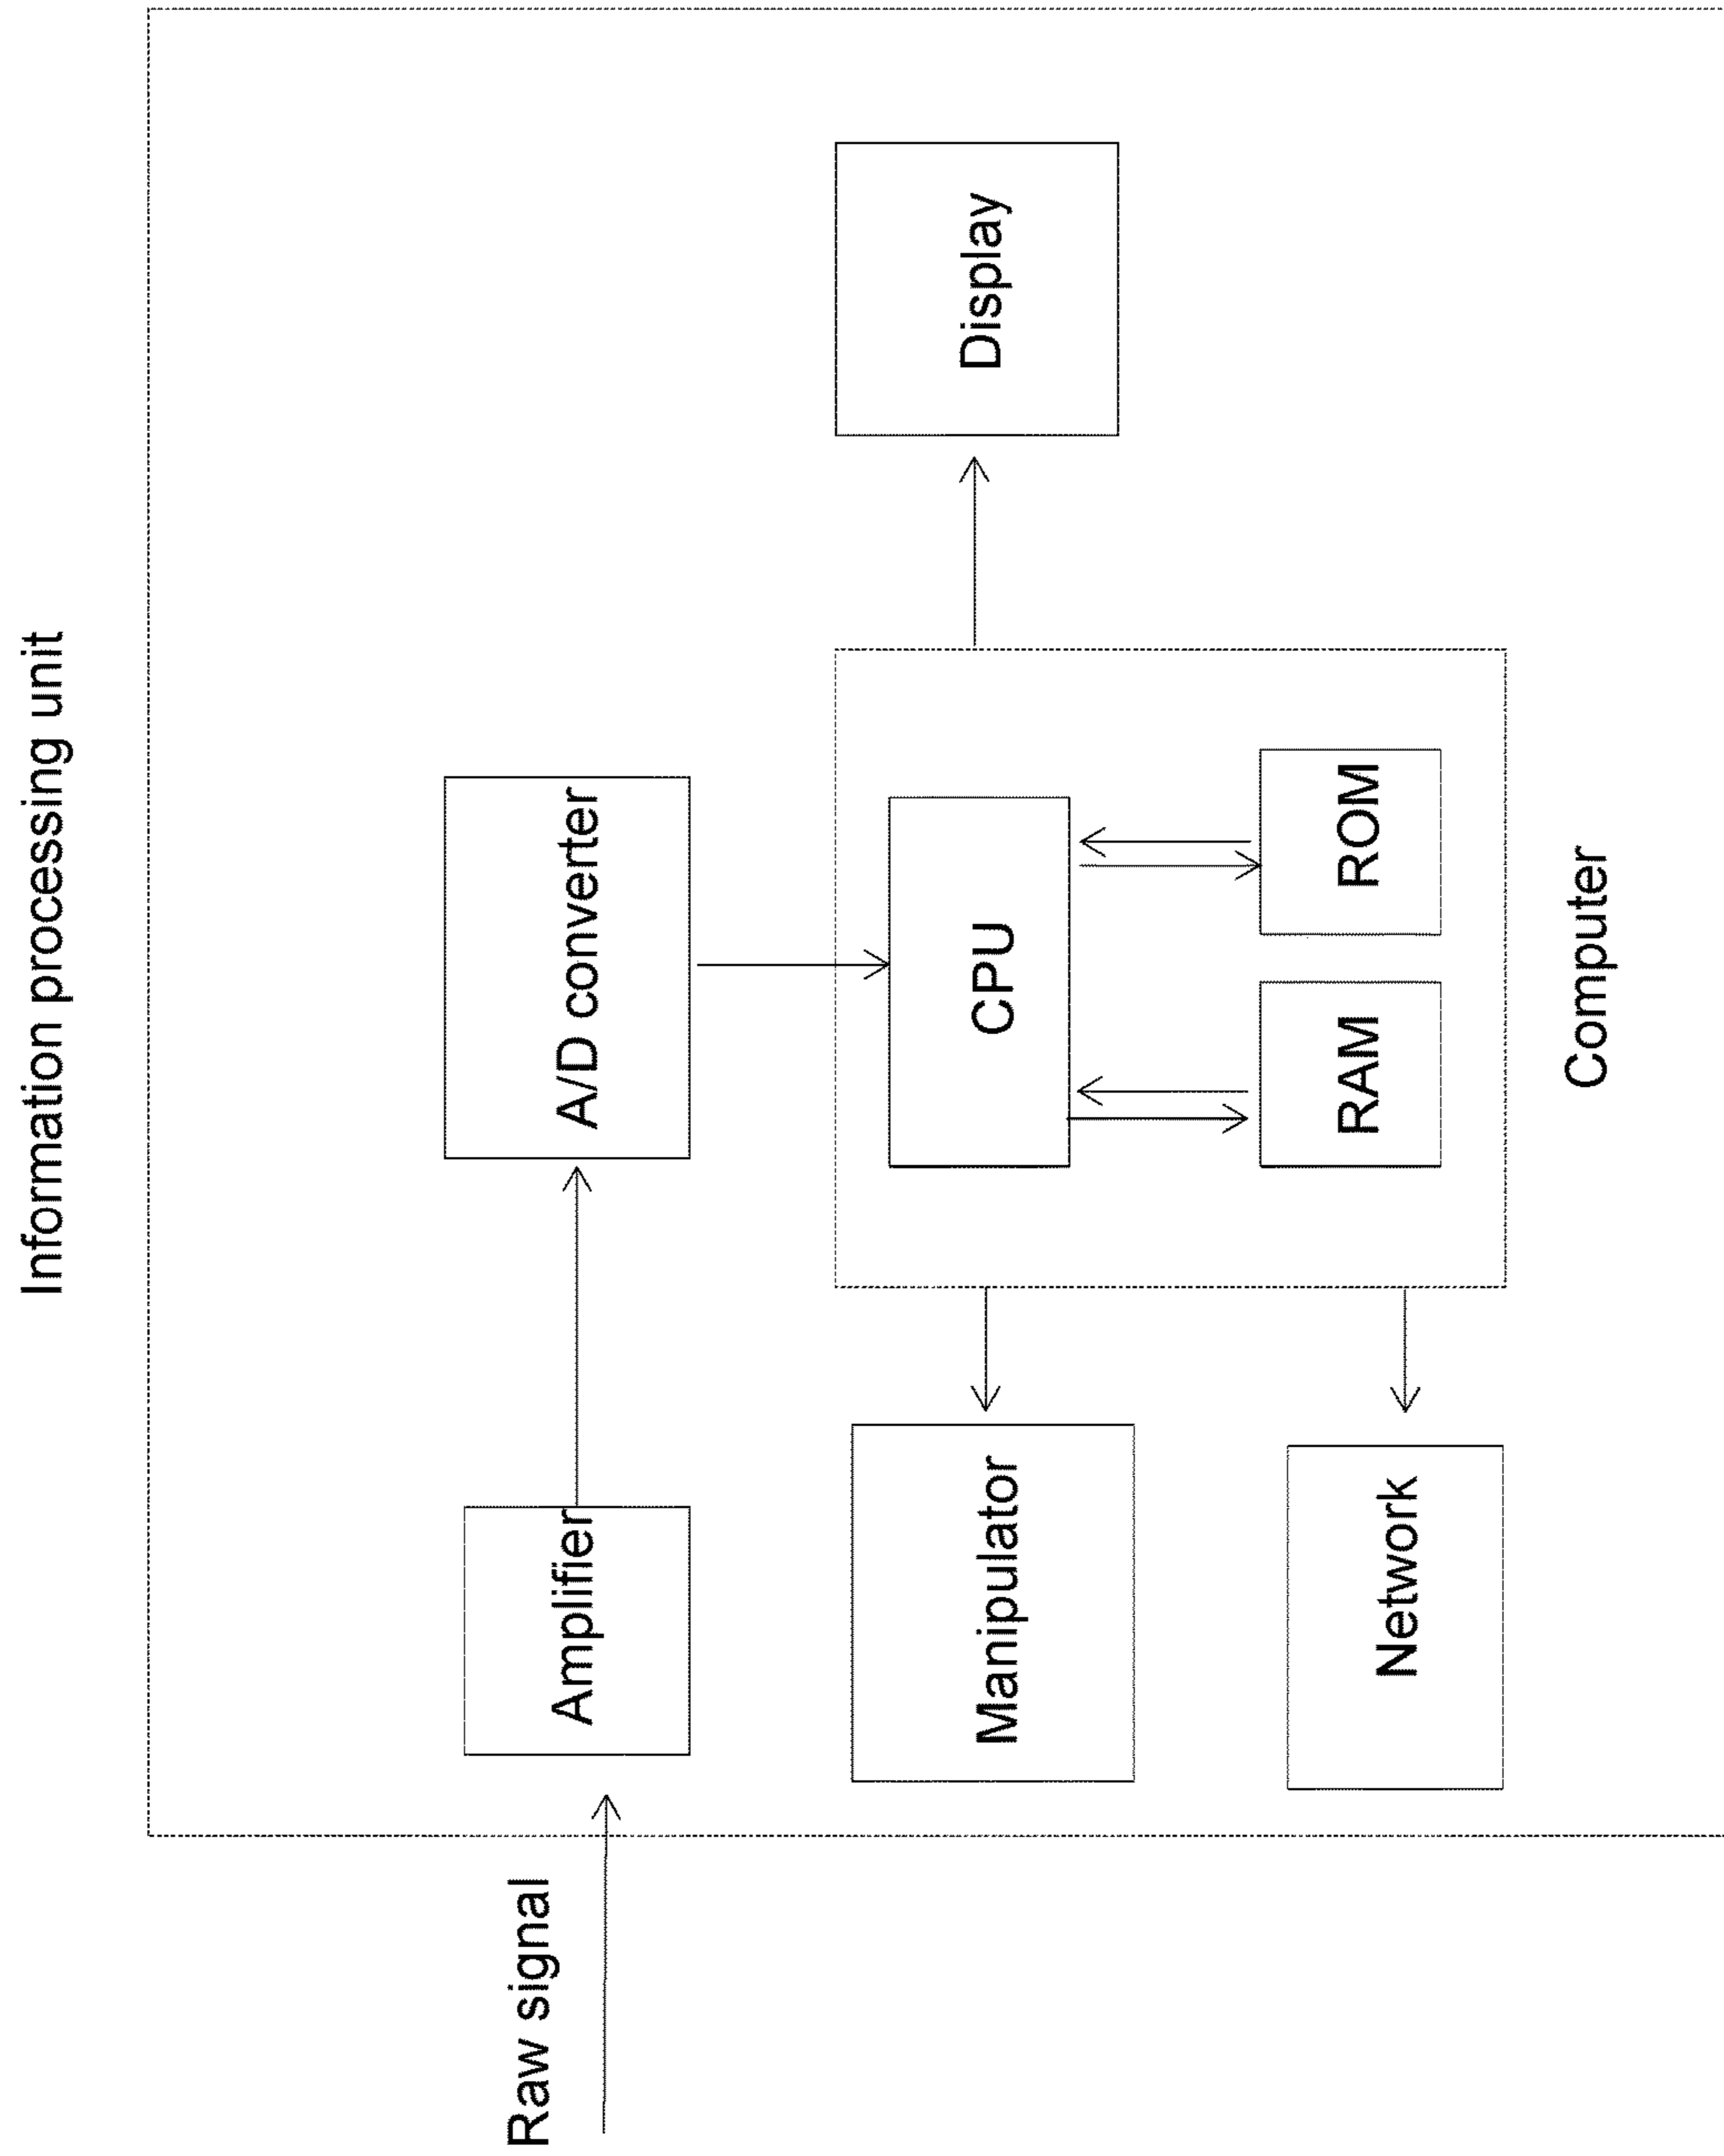 Information processing unit
Raw signal
Amplifier
A/D converter
Manipulator
CPU
Display
Network
RAM
ROM
Computer